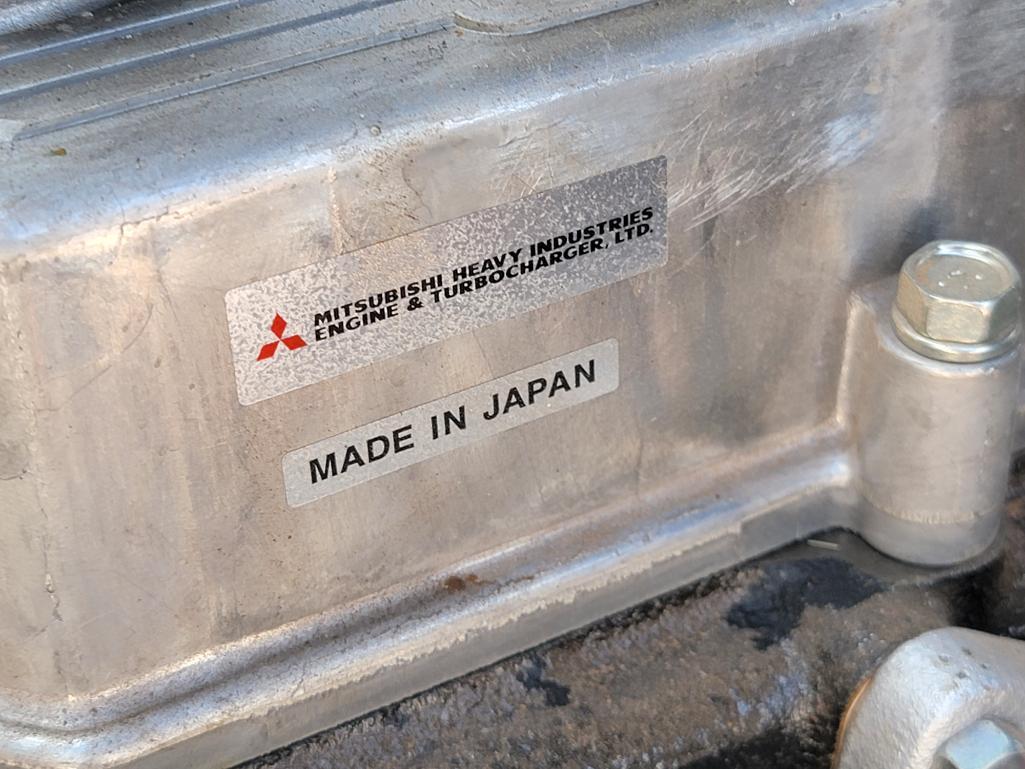 MITSUBISHI HEAVY INDUSTRIES
ENGINE & TURBOCHARGER, LTD.
MADE IN JAPAN